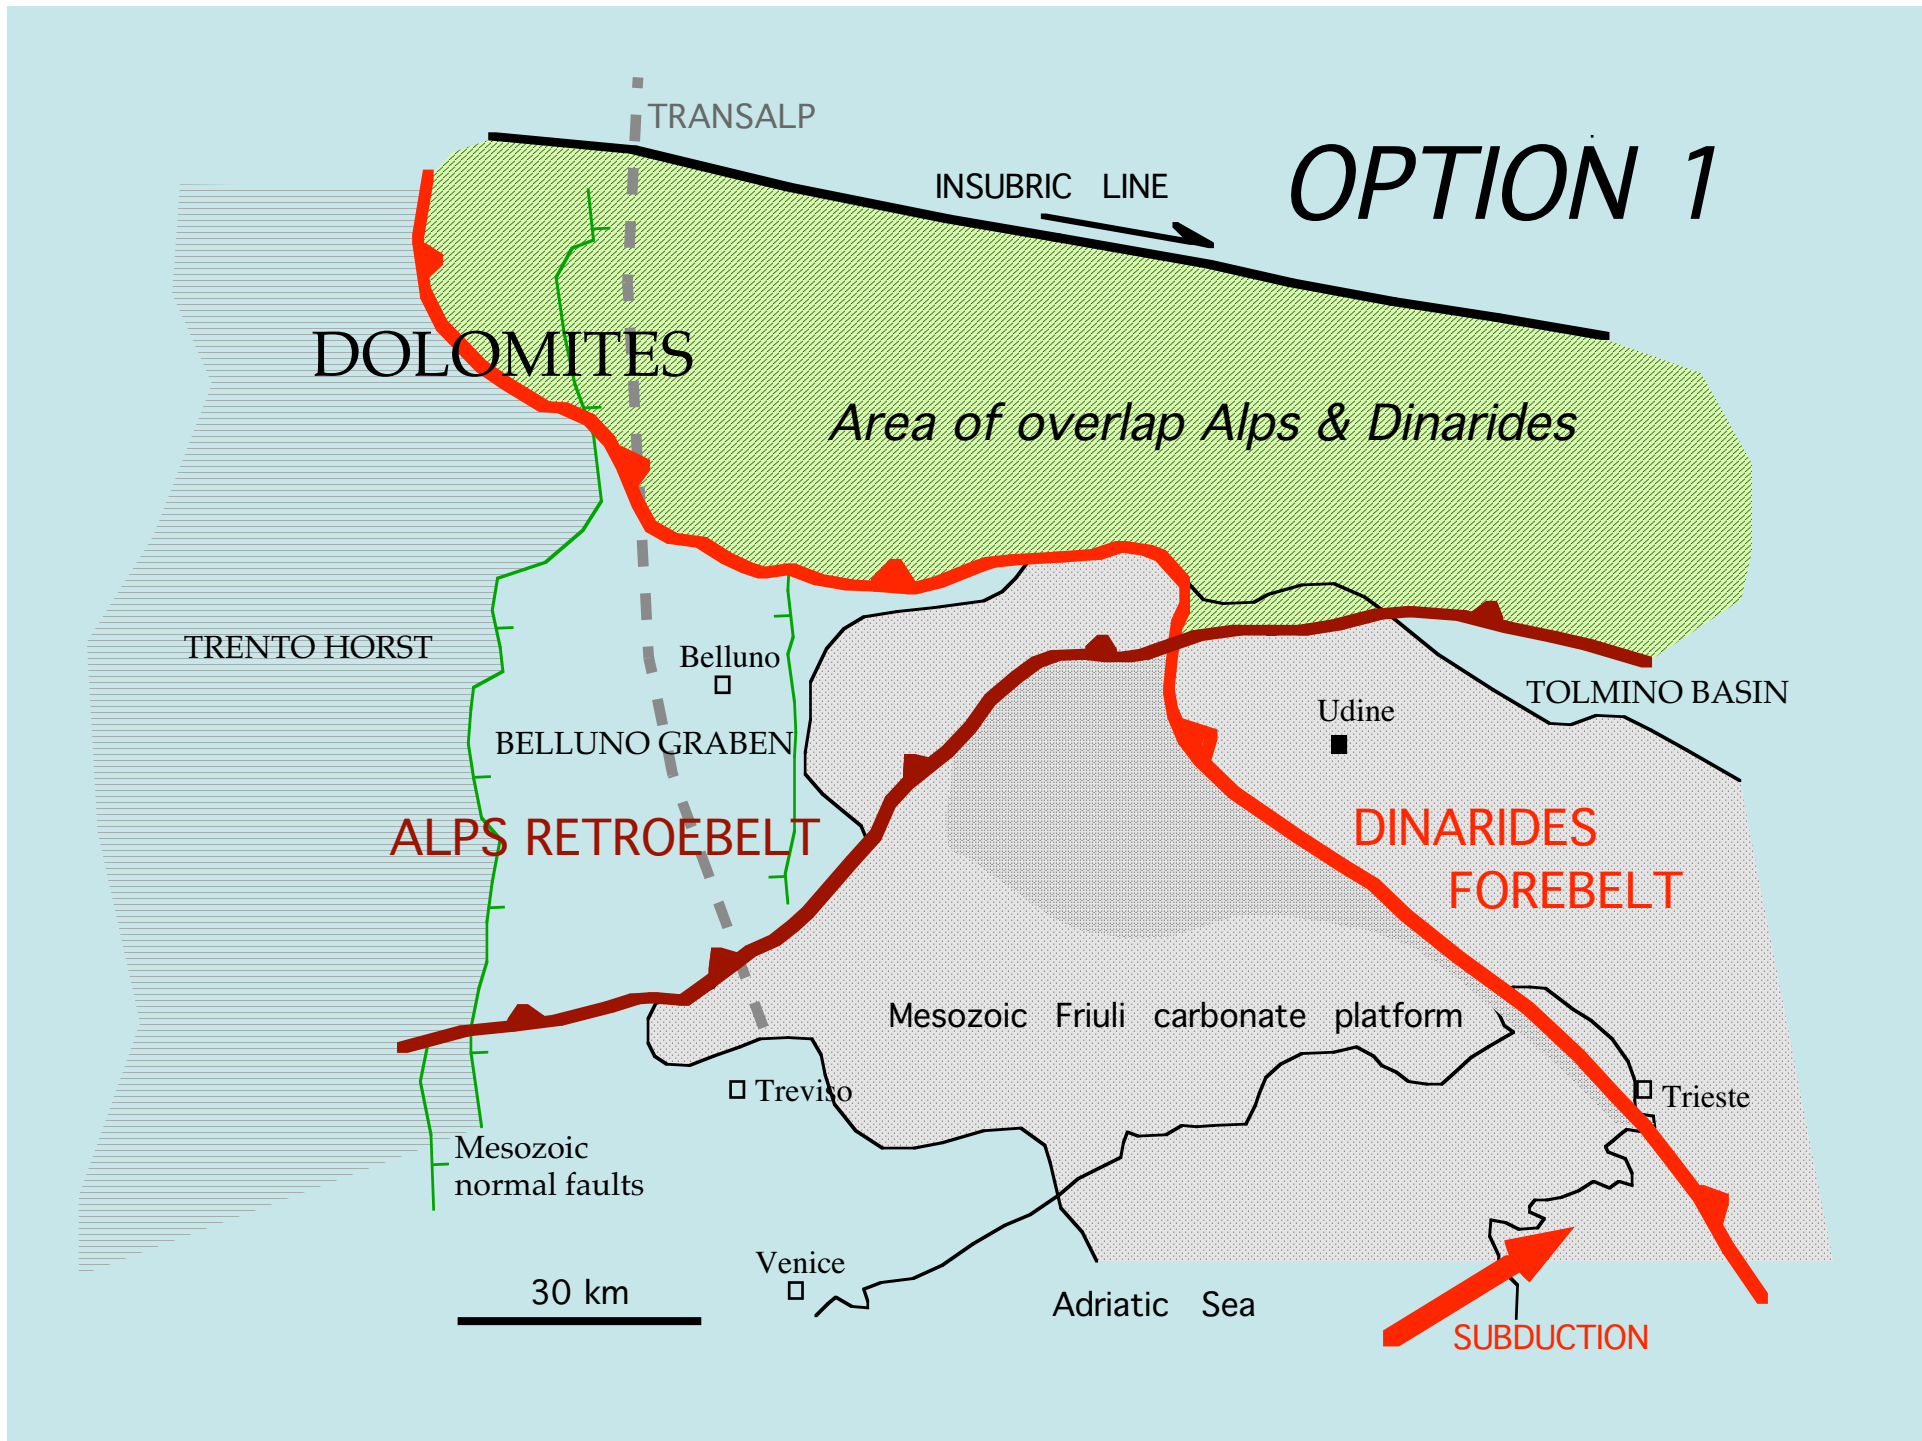 TRANSALP
OPTION 1
INSUBRIC LINE
DOLOMITES
Area of overlap Alps & Dinarides
TRENTO HORST
Belluno
TOLMINO BASIN
Udine
BELLUNO GRABEN
ALPS RETROEBELT
DINARIDES
FOREBELT
Mesozoic Friuli carbonate platform
Treviso
Trieste
Mesozoic
normal faults
Venice
30 km
Adriatic Sea
SUBDUCTION